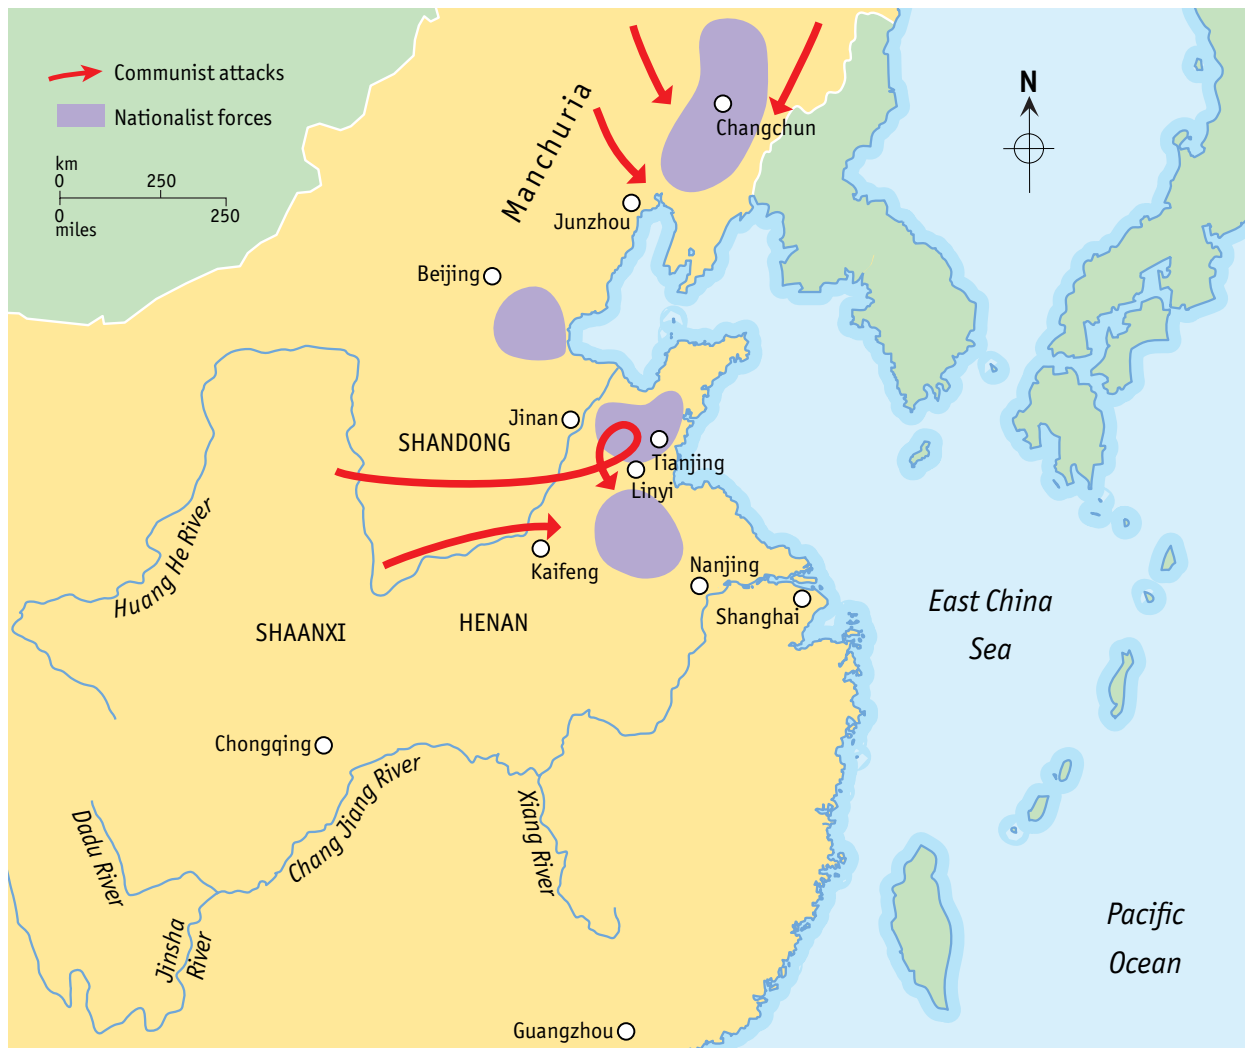 Communist attacks
Nationalist forces
km
0 250
0 250
miles
N
Manchuria
Changchun
Junzhou
Beijing
Jinan
SHANDONG
Tianjing
Linyi
Huang He River
Kaifeng
Nanjing
Shanghai
SHAANXI
HENAN
East China
Sea
Chongqing
Chang Jiang River
Xiang River
Dadu River
Jinsha
River
Pacific
Ocean
Guangzhou